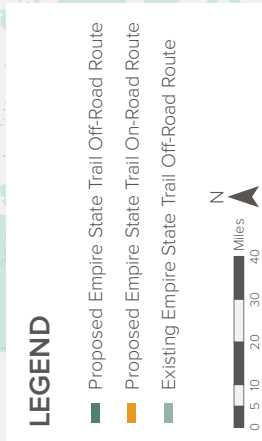 LEGEND
Proposed Empire State Trail Off-Road Route
Proposed Empire State Trail On-Road Route
Existing Empire State Trail Off-Road Route
N
Miles
0 5 10 20 30 40